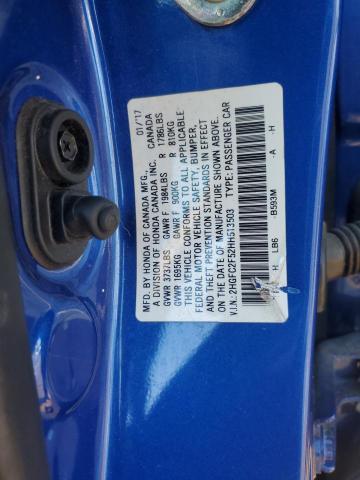 MFD. BY HONDA OF CANADA MFG., 01/17
A DIVISION OF HONDA CANADA INC. CANADA
GVWR 3737LBS GAWR F 1984LBS R 1786LBS
GVWR 1695KG GAWR F 900KG R 810KG
THIS VEHICLE CONFORMS TO ALL APPLICABLE
FEDERAL MOTOR VEHICLE SAFETY, BUMPER,
AND THEFT PREVENTION STANDARDS IN EFFECT
ON THE DATE OF MANUFACTURE SHOWN ABOVE.
V.I.N.: 2HGFC2F52HH513503 TYPE:PASSENGER CAR
H LB6 -B593M -A -H